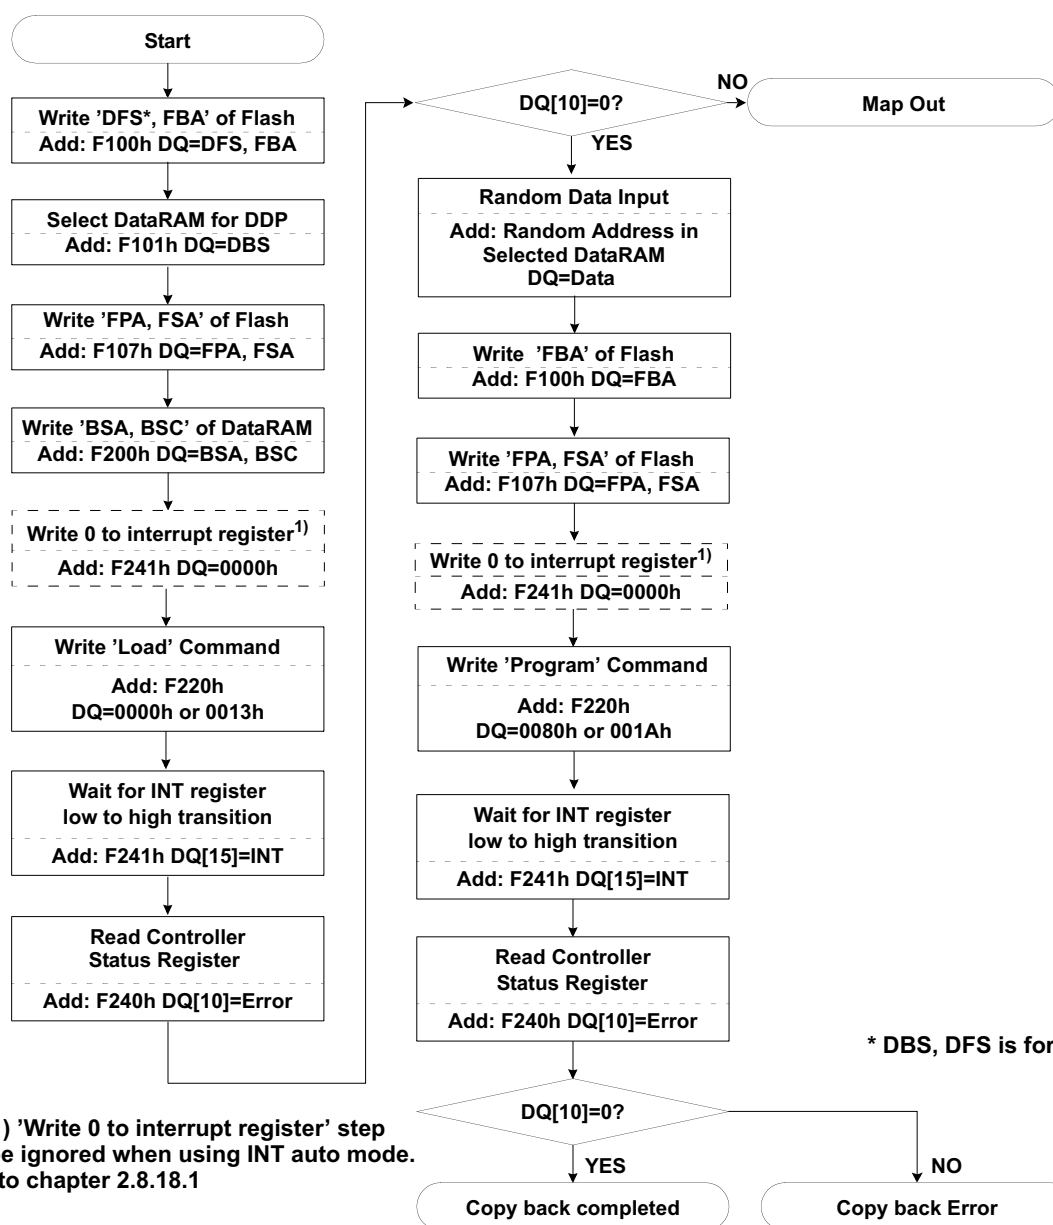 Start
Write 'DFS*, FBA' of Flash
Add: F100h DQ=DFS, FBA
Select DataRAM for DDP
Add: F101h DQ=DBS
Write 'FPA, FSA' of Flash
Add: F107h DQ=FPA, FSA
Write 'BSA, BSC' of DataRAM
Add: F200h DQ=BSA, BSC
Write 0 to interrupt register1)
Add: F241h DQ=0000h
Write 'Load' Command
Add: F220h
DQ=0000h or 0013h
Wait for INT register
low to high transition
Add: F241h DQ[15]=INT
Read Controller
Status Register
Add: F240h DQ[10]=Error
DQ[10]=0?
NO
Map Out
YES
Random Data Input
Add: Random Address in
Selected DataRAM
DQ=Data
Write 'FBA' of Flash
Add: F100h DQ=FBA
Write 'FPA, FSA' of Flash
Add: F107h DQ=FPA, FSA
Write 0 to interrupt register1)
Add: F241h DQ=0000h
Write 'Program' Command
Add: F220h
DQ=0080h or 001Ah
Wait for INT register
low to high transition
Add: F241h DQ[15]=INT
Read Controller
Status Register
Add: F240h DQ[10]=Error
DQ[10]=0?
YES
Copy back completed
NO
Copy back Error
* DBS, DFS is for
) 'Write 0 to interrupt register' step
e ignored when using INT auto mode.
to chapter 2.8.18.1